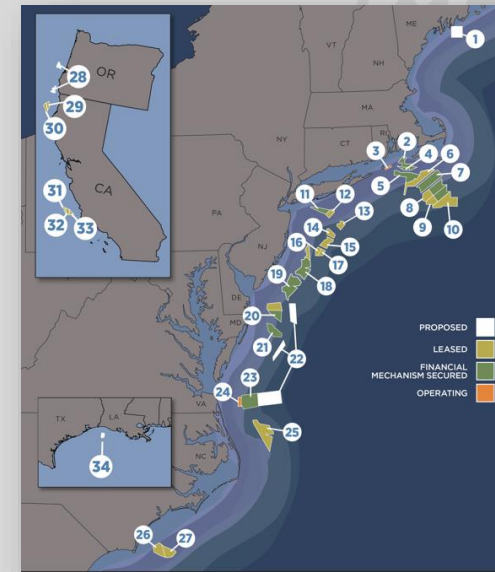 ME
1
VT
NH
MA
NY
CT
RI
2
3
4
6
7
5
8
9
10
11
12
13
14
15
16
17
18
19
PA
NJ
DE
MD
20
21
22
VA
24
23
25
NC
26
27
OR
28
29
30
CA
31
32
33
TX
LA
34
PROPOSED
LEASED
FINANCIAL
MECHANISM SECURED
OPERATING